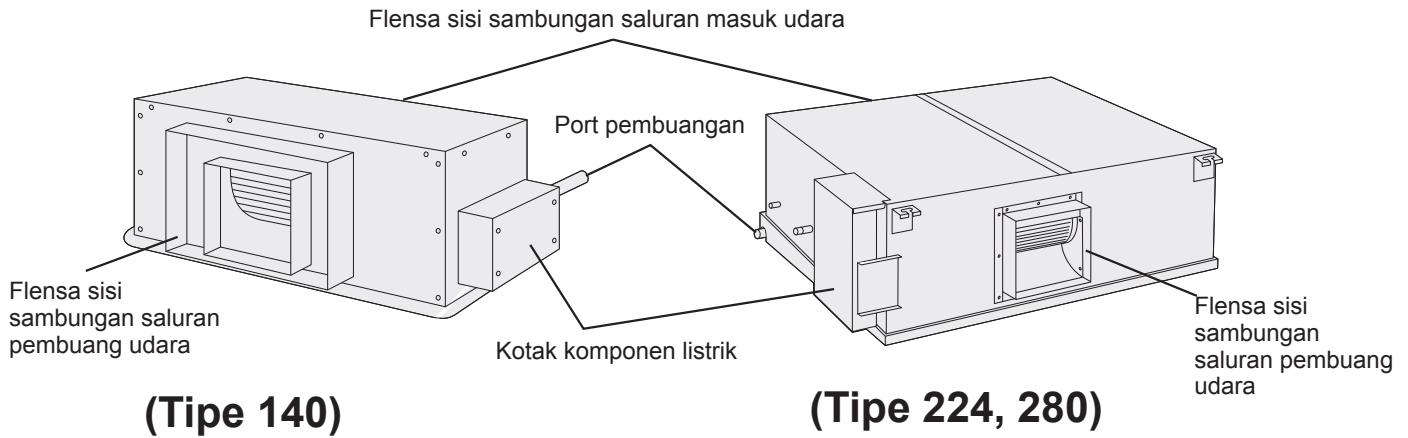 Flensa sisi sambungan saluran masuk udara
Port pembuangan
Flensa sisi
sambungan saluran
pembuang udara
Kotak komponen listrik
Flensa sisi
sambungan
saluran pembuang
udara
(Tipe 140)
(Tipe 224, 280)